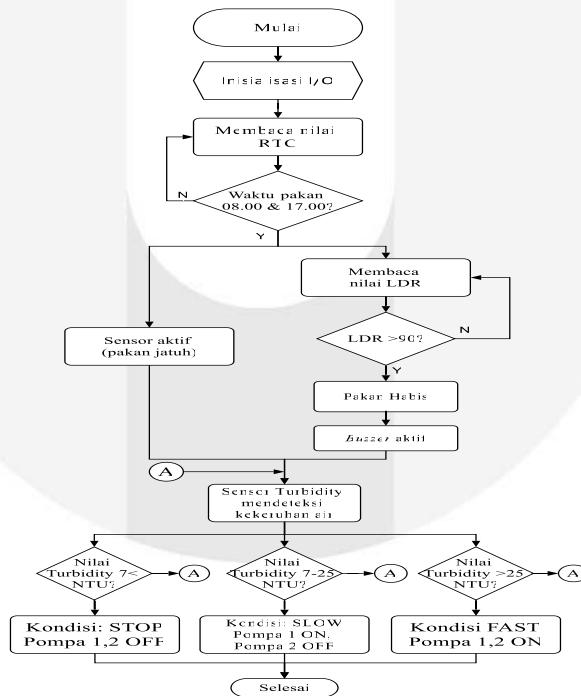 Mulai
Inisialisasi I/O
Membaca nilai
RTC
Waktu pakan
08.00 & 17.00?
N
Y
Membaca
nilai LDR
Sensor aktif
(pakan jatuh)
LDR >90?
N
Y
Pakan Habis
Buzzer aktif
A
Sensor Turbidity
mendeteksi
kekeruhan air
Nilai
Turbidity 7<
NTU?
A
Nilai
Turbidity 7-25
NTU?
A
Nilai
Turbidity >25
NTU?
A
Kondisi: STOP
Pompa 1,2 OFF
Kondisi: SLOW
Pompa 1 ON,
Pompa 2 OFF
Kondisi FAST
Pompa 1,2 ON
Selesai